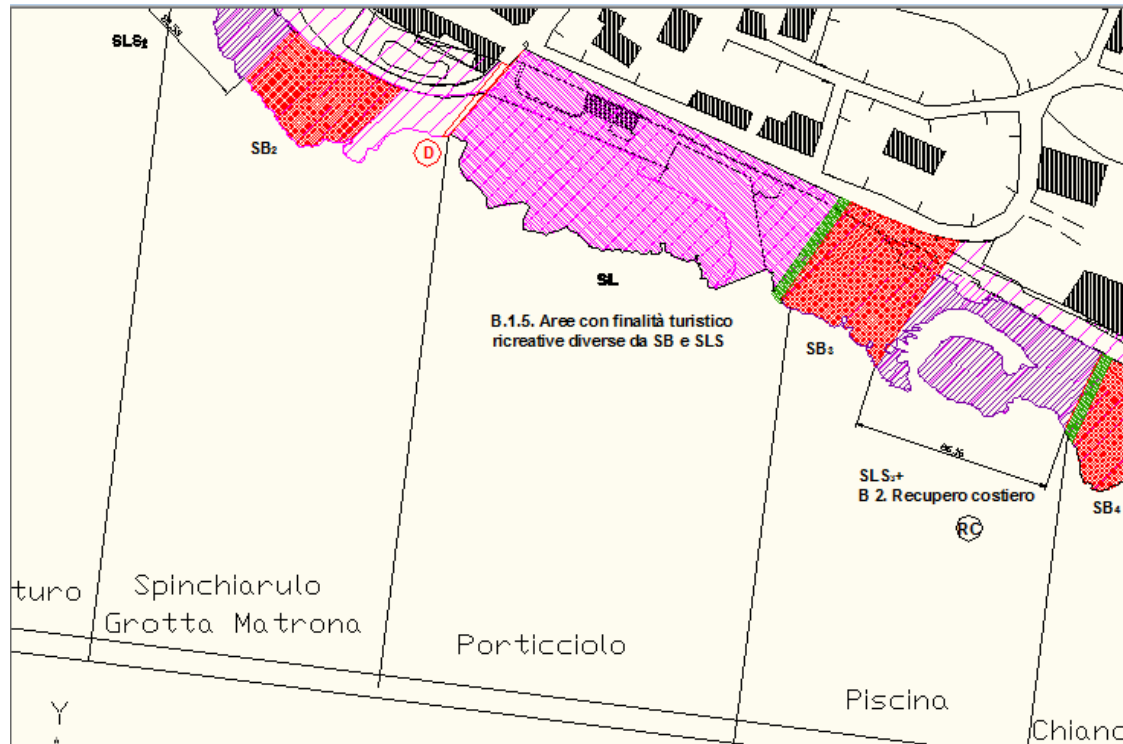 SLS₂
SB₂
D
SL
B.1.5. Aree con finalità turistico
ricreative diverse da SB e SLS
SB₃
SLS₃+
B 2. Recupero costiero
RC
SB₄
turo
Spinchiarulo
Grotta Matrona
Porticciolo
Piscina
Chianc
Y